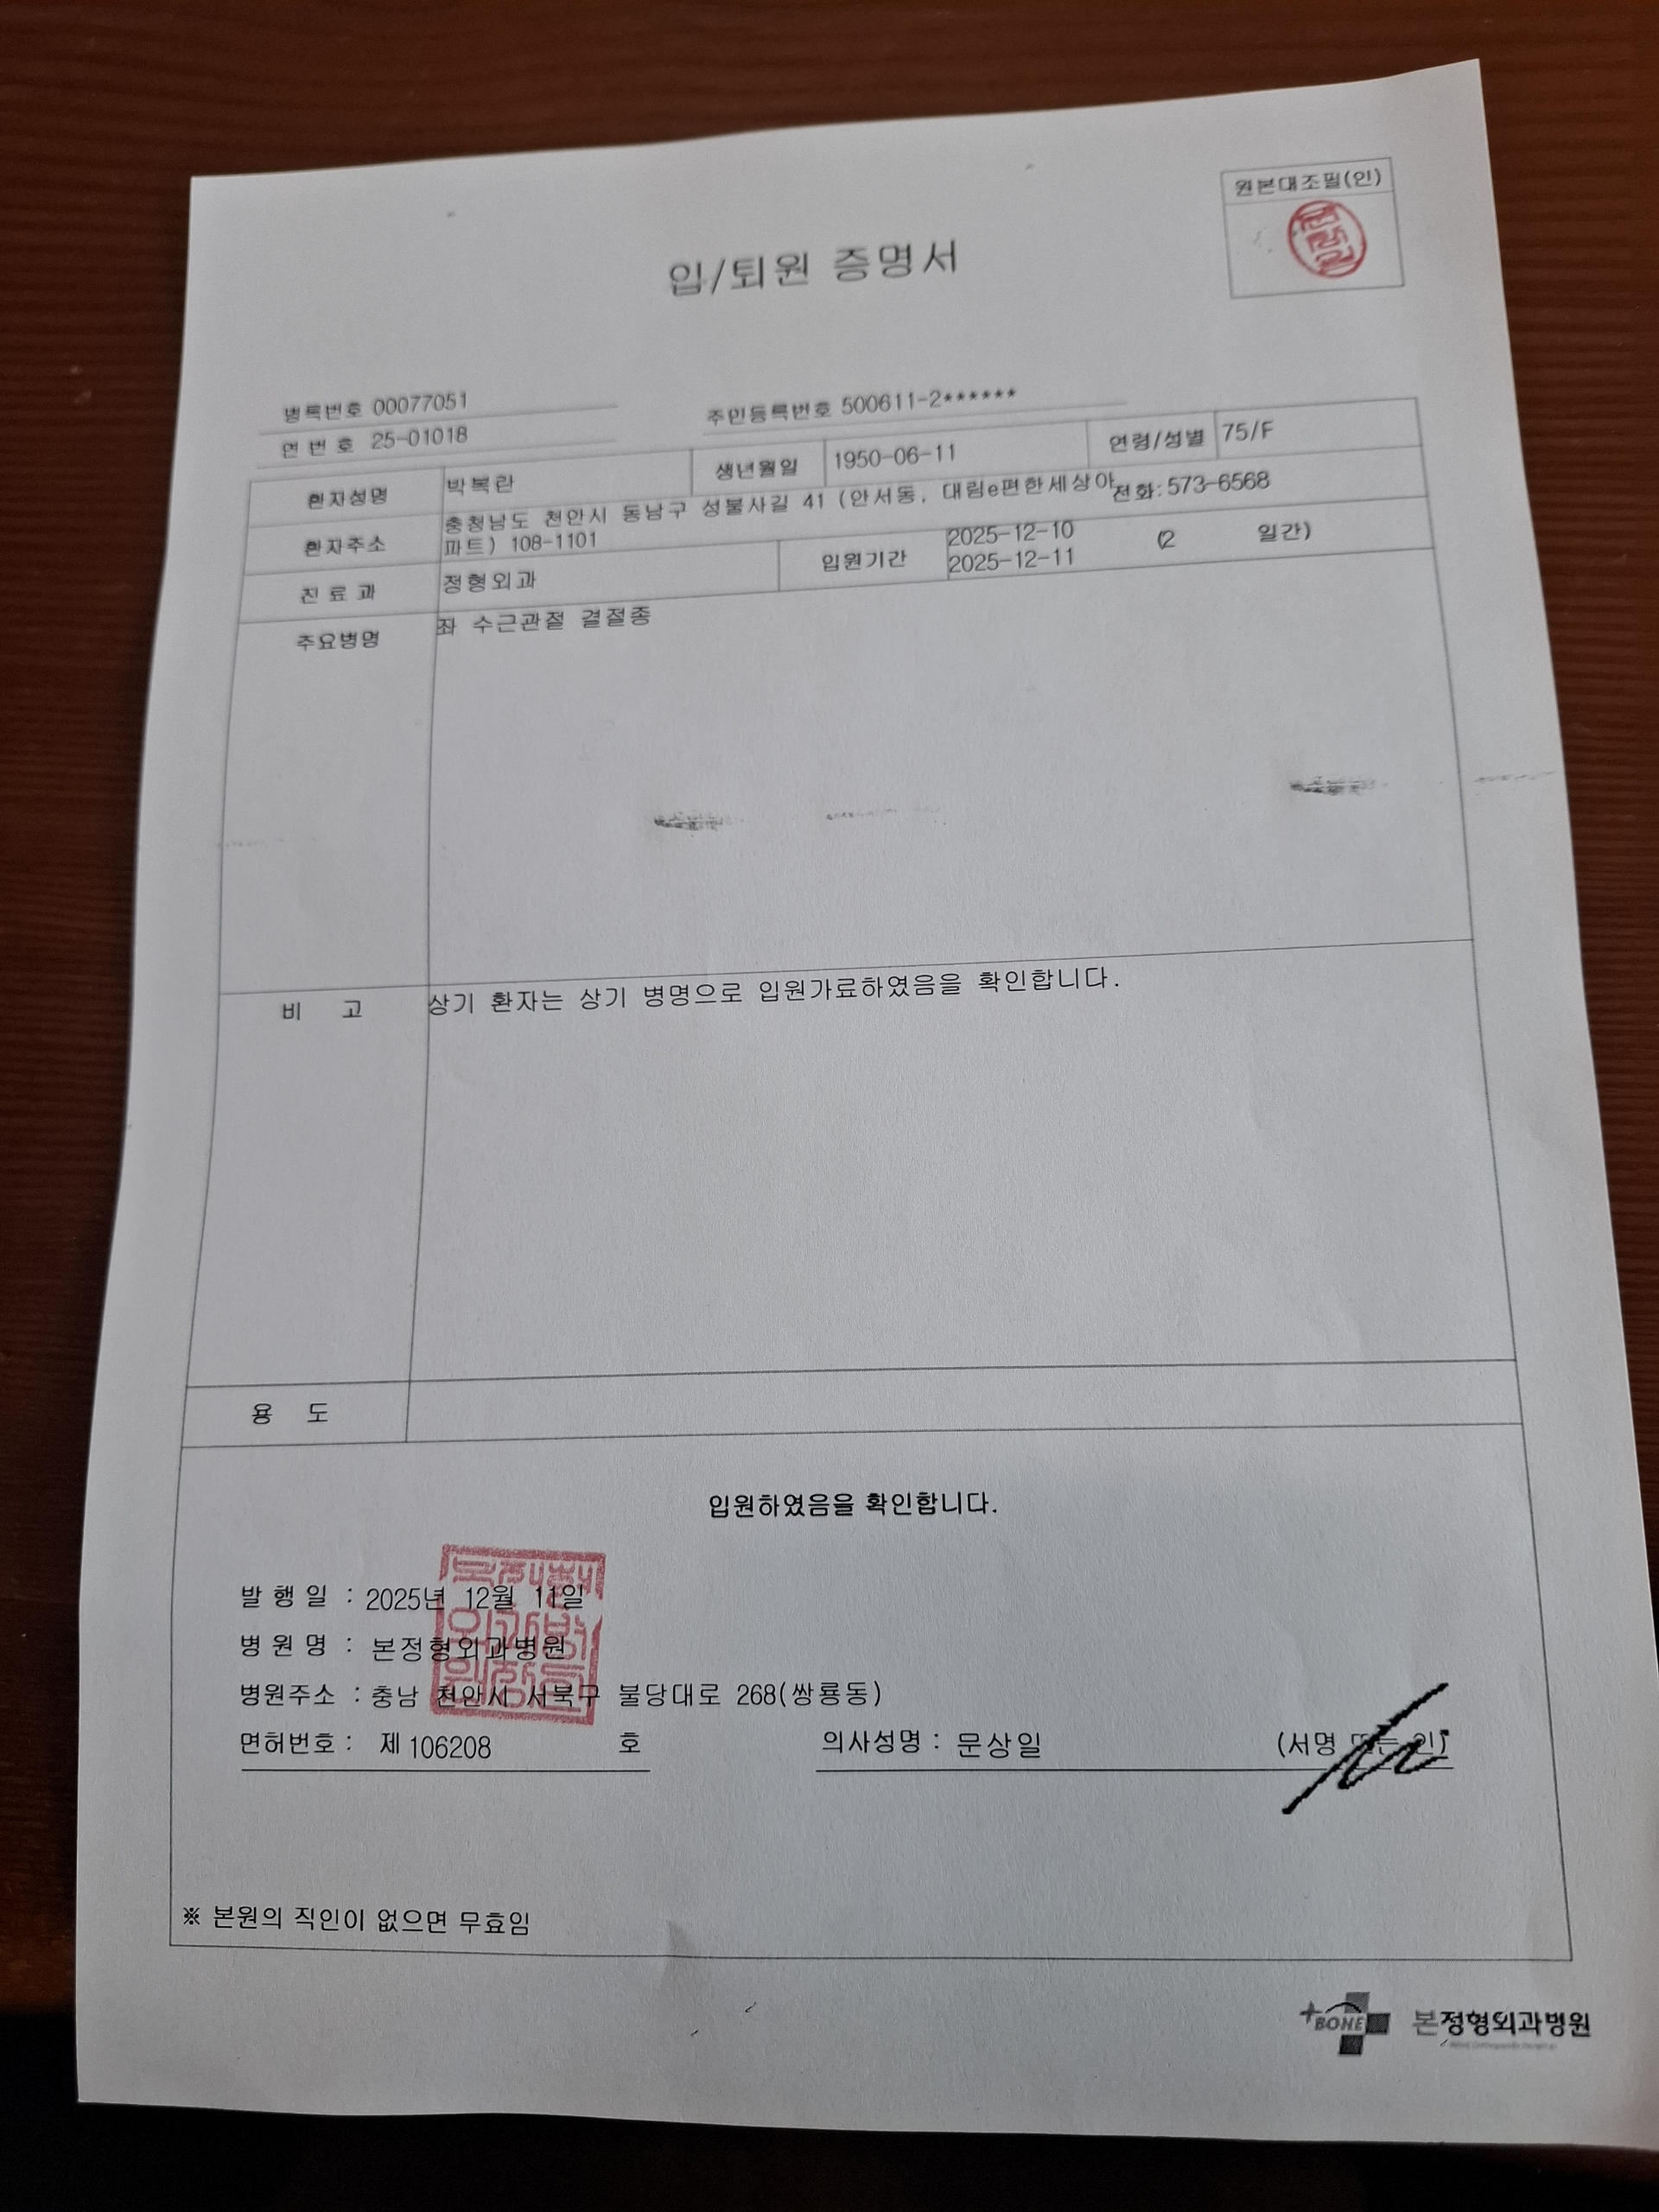 원본대조필(인)
입/퇴원 증명서
병록번호 00077051
주민등록번호 500611-2******
연 번 호 25-01018
환자성명 박복란 생년월일 1950-06-11 연령/성별 75/F
환자주소 충청남도 천안시 동남구 성불사길 41 (안서동, 대림e편한세상아 전화:573-6568
파트) 108-1101
진 료 과 정형외과 입원기간 2025-12-10 (2 일간)
2025-12-11
주요병명 좌 수근관절 결절종
비 고 상기 환자는 상기 병명으로 입원가료하였음을 확인합니다.
용 도
입원하였음을 확인합니다.
발 행 일 : 2025년 12월 11일
병 원 명 : 본정형외과병원
병원주소 : 충남 천안시 서북구 불당대로 268(쌍룡동)
면허번호 : 제 106208 호 의사성명 : 문상일 (서명 또는 인)
※ 본원의 직인이 없으면 무효임
BONE 본정형외과병원